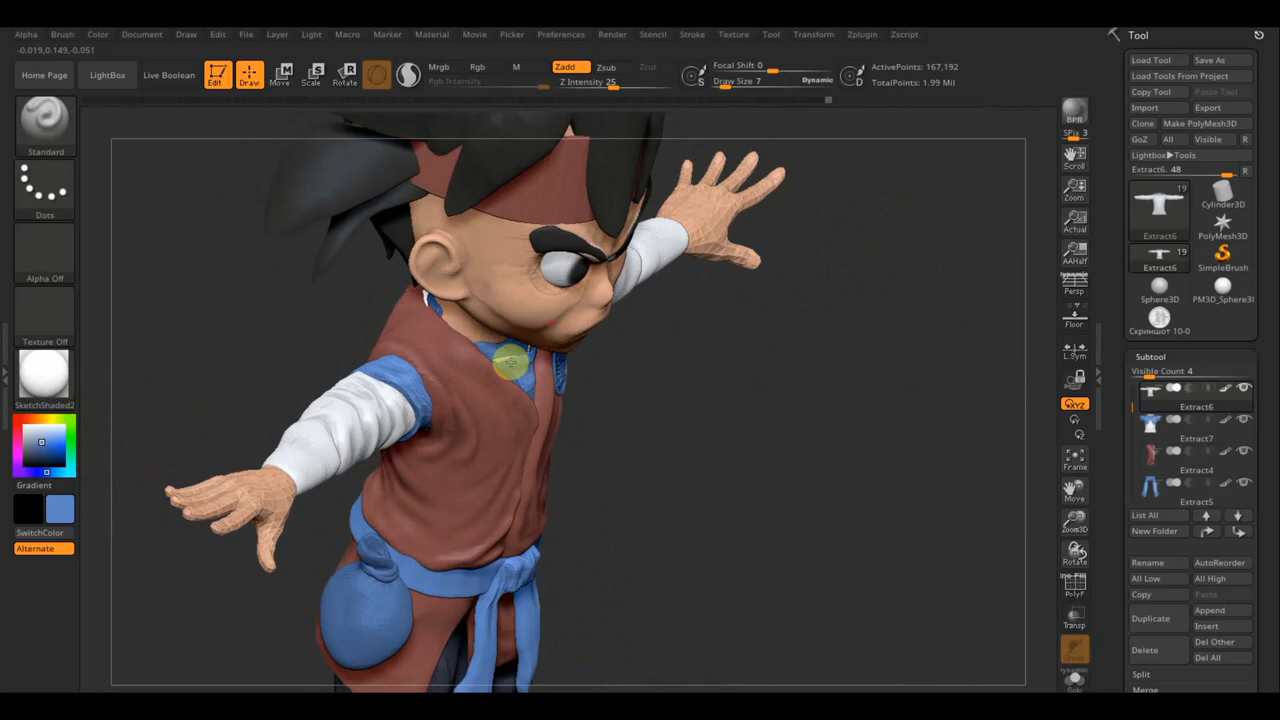 Alpha Brush Color Document Draw Edit File Layer Light Macro Marker Material Movie Picker Preferences Render Stencil Stroke Texture Tool Transform Zplugin Zscript
-0.019,0.149,-0.051
Home Page LightBox Live Boolean Edit Draw Move Scale Rotate
Mrgb Rgb M Zadd Zsub Zcut
Rgb Intensity Z Intensity 25
Focal Shift 0
Draw Size 7 Dynamic
S
D
ActivePoints: 167,192
TotalPoints: 1.99 Mil
Standard
Dots
Alpha Off
Texture Off
SketchShaded2
Gradient
SwitchColor
Alternate
BPR
SPix 3
Scroll
Zoom
Actual
AAHalf
Dynamic
Persp
Floor
L.Sym
XYZ
Frame
Move
Zoom3D
Rotate
PolyF
Transp
Ghost
Dynamic
Solo
Tool
Load Tool Save As
Load Tools From Project
Copy Tool Paste Tool
Import Export
Clone Make PolyMesh3D
GoZ All Visible R
Lightbox▶Tools
Extract6. 48 R
19
Extract6 Cylinder3D
PolyMesh3D
19
Extract6 SimpleBrush
Sphere3D PM3D_Sphere3I
Скриншот 10-0
Subtool
Visible Count 4
Extract6
Extract7
Extract4
Extract5
List All
New Folder
Rename AutoReorder
All Low All High
Copy Paste
Duplicate Append
Insert
Delete Del Other
Del All
Split
Merge